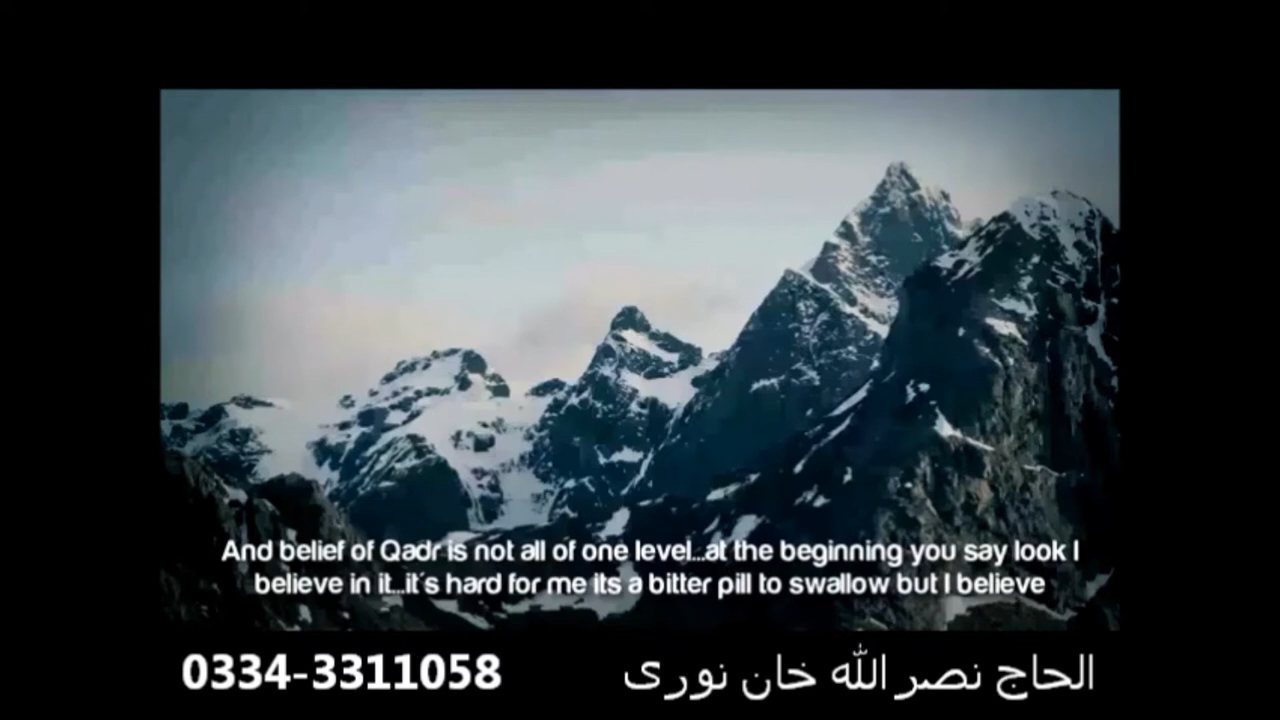 And belief of Qadr is not all of one level...at the beginning you say look I
believe in it...it's hard for me its a bitter pill to swallow but I believe
0334-3311058 الحاج نصر الله خان نوری